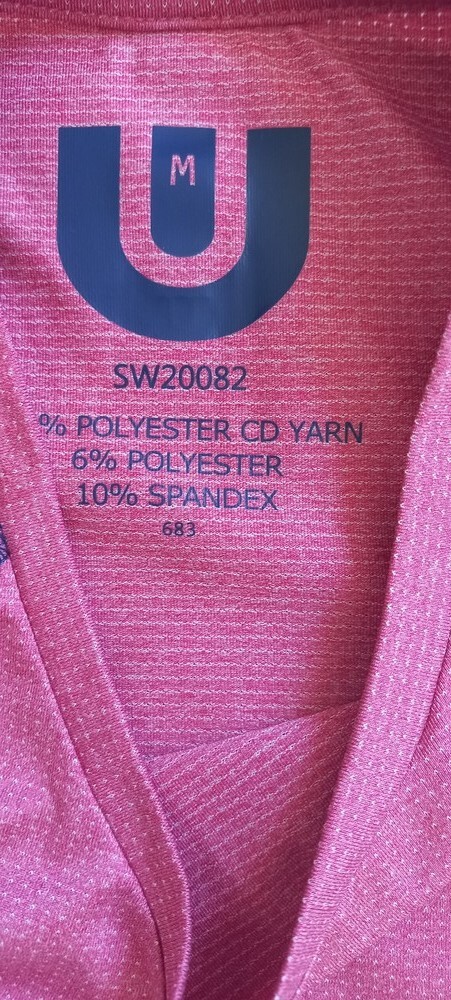 M
SW20082
% POLYESTER CD YARN
6% POLYESTER
10% SPANDEX
683